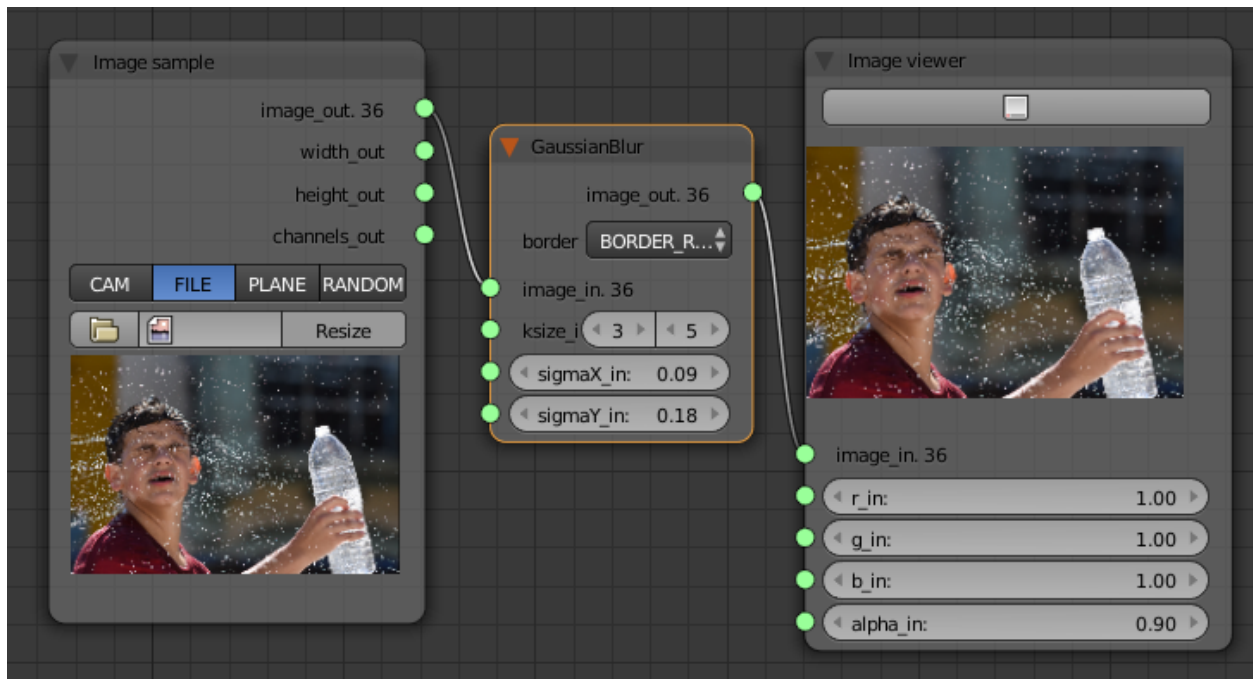 Image sample
image_out. 36
width_out
height_out
channels_out
CAM FILE PLANE RANDOM
Resize
GaussianBlur
image_out. 36
border BORDER_R...
image_in. 36
ksize_i 3 5
sigmaX_in: 0.09
sigmaY_in: 0.18
Image viewer
image_in. 36
r_in: 1.00
g_in: 1.00
b_in: 1.00
alpha_in: 0.90